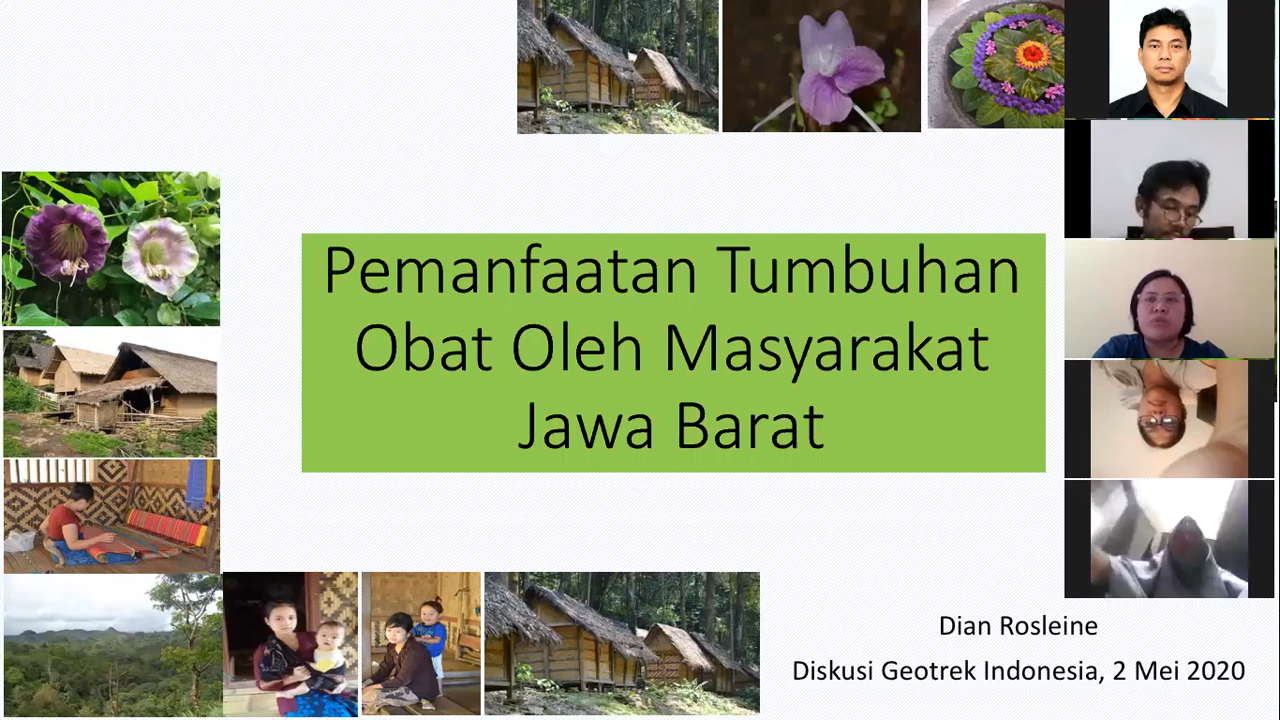 Pemanfaatan Tumbuhan
Obat Oleh Masyarakat
Jawa Barat
Dian Rosleine
Diskusi Geotrek Indonesia, 2 Mei 2020